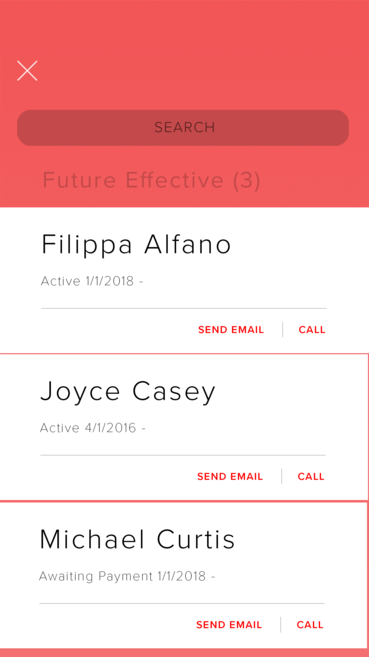 SEARCH
Future Effective (3)
Filippa Alfano
Active 1/1/2018 -
SEND EMAIL CALL
Joyce Casey
Active 4/1/2016 -
SEND EMAIL CALL
Michael Curtis
Awaiting Payment 1/1/2018 -
SEND EMAIL CALL